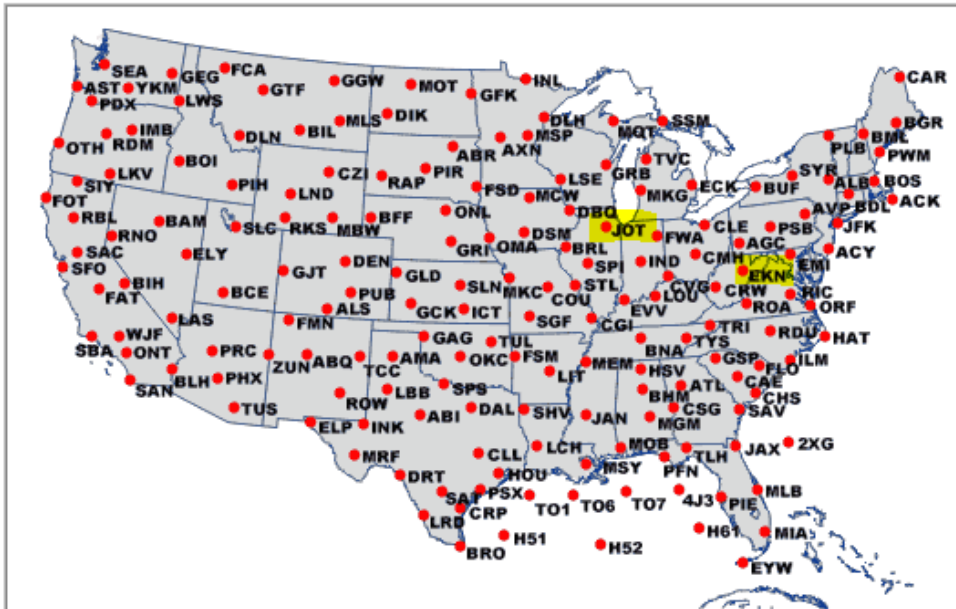 SEA
GEG
FCA
GTF
GGW
MOT
GFK
INL
CAR
AST
YKM
PDX
LWS
MLS
DIK
DLH
MQT
SSM
BGR
OTH
RDM
IMB
DLN
BIL
ABR
AXN
MSP
PLB
BML
PWM
BOI
CZI
RAP
PIR
GRB
TVC
SYR
ALB
BOS
SIY
LKV
PIH
LND
FSD
MCW
LSE
MKG
ECK
BUF
BDL
ACK
FOT
RBL
RNO
BAM
SLC
RKS
MBW
BFF
ONL
DBQ
JOT
FWA
CLE
PSB
AVP
JFK
SAC
SFO
ELY
GRI
OMA
DSM
BRL
AGC
ACY
FAT
BIH
BCE
GJT
DEN
GLD
SLN
MKC
COU
SPI
STL
IND
CMH
CVG
EKN
EMI
PUB
ALS
GCK
ICT
SGF
CGI
EVV
LOU
CRW
ROA
RIC
ORF
LAS
FMN
GAG
TUL
BNA
TYS
TRI
RDU
HAT
SBA
WJF
ONT
PRC
ZUN
ABQ
TCC
AMA
OKC
FSM
LIT
MEM
HSV
GSP
FLO
ILM
SAN
BLH
PHX
TUS
ROW
LBB
SPS
BHM
ATL
CAE
CHS
ELP
INK
ABI
DAL
SHV
JAN
MGM
CSG
SAV
MRF
DRT
CLL
LCH
MSY
MOB
PFN
TLH
JAX
2XG
HOU
SAT
PSX
TO1
TO6
TO7
4J3
PIE
MLB
LRD
CRP
BRO
H51
H52
H61
MIA
EYW